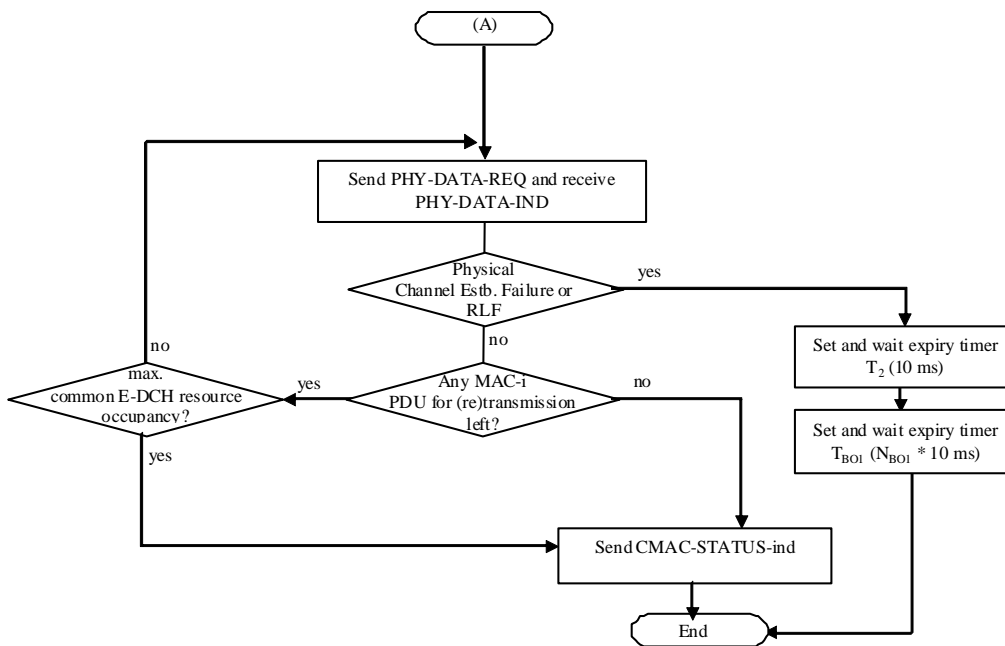 (A)
Send PHY-DATA-REQ and receive
PHY-DATA-IND
Physical
Channel Estb. Failure or
RLF
yes
no
Set and wait expiry timer
T₂ (10 ms)
no
max.
common E-DCH resource
occupancy?
yes
Any MAC-i
PDU for (re)transmission
left?
no
yes
Set and wait expiry timer
T_BO1 (N_BO1 * 10 ms)
Send CMAC-STATUS-ind
End